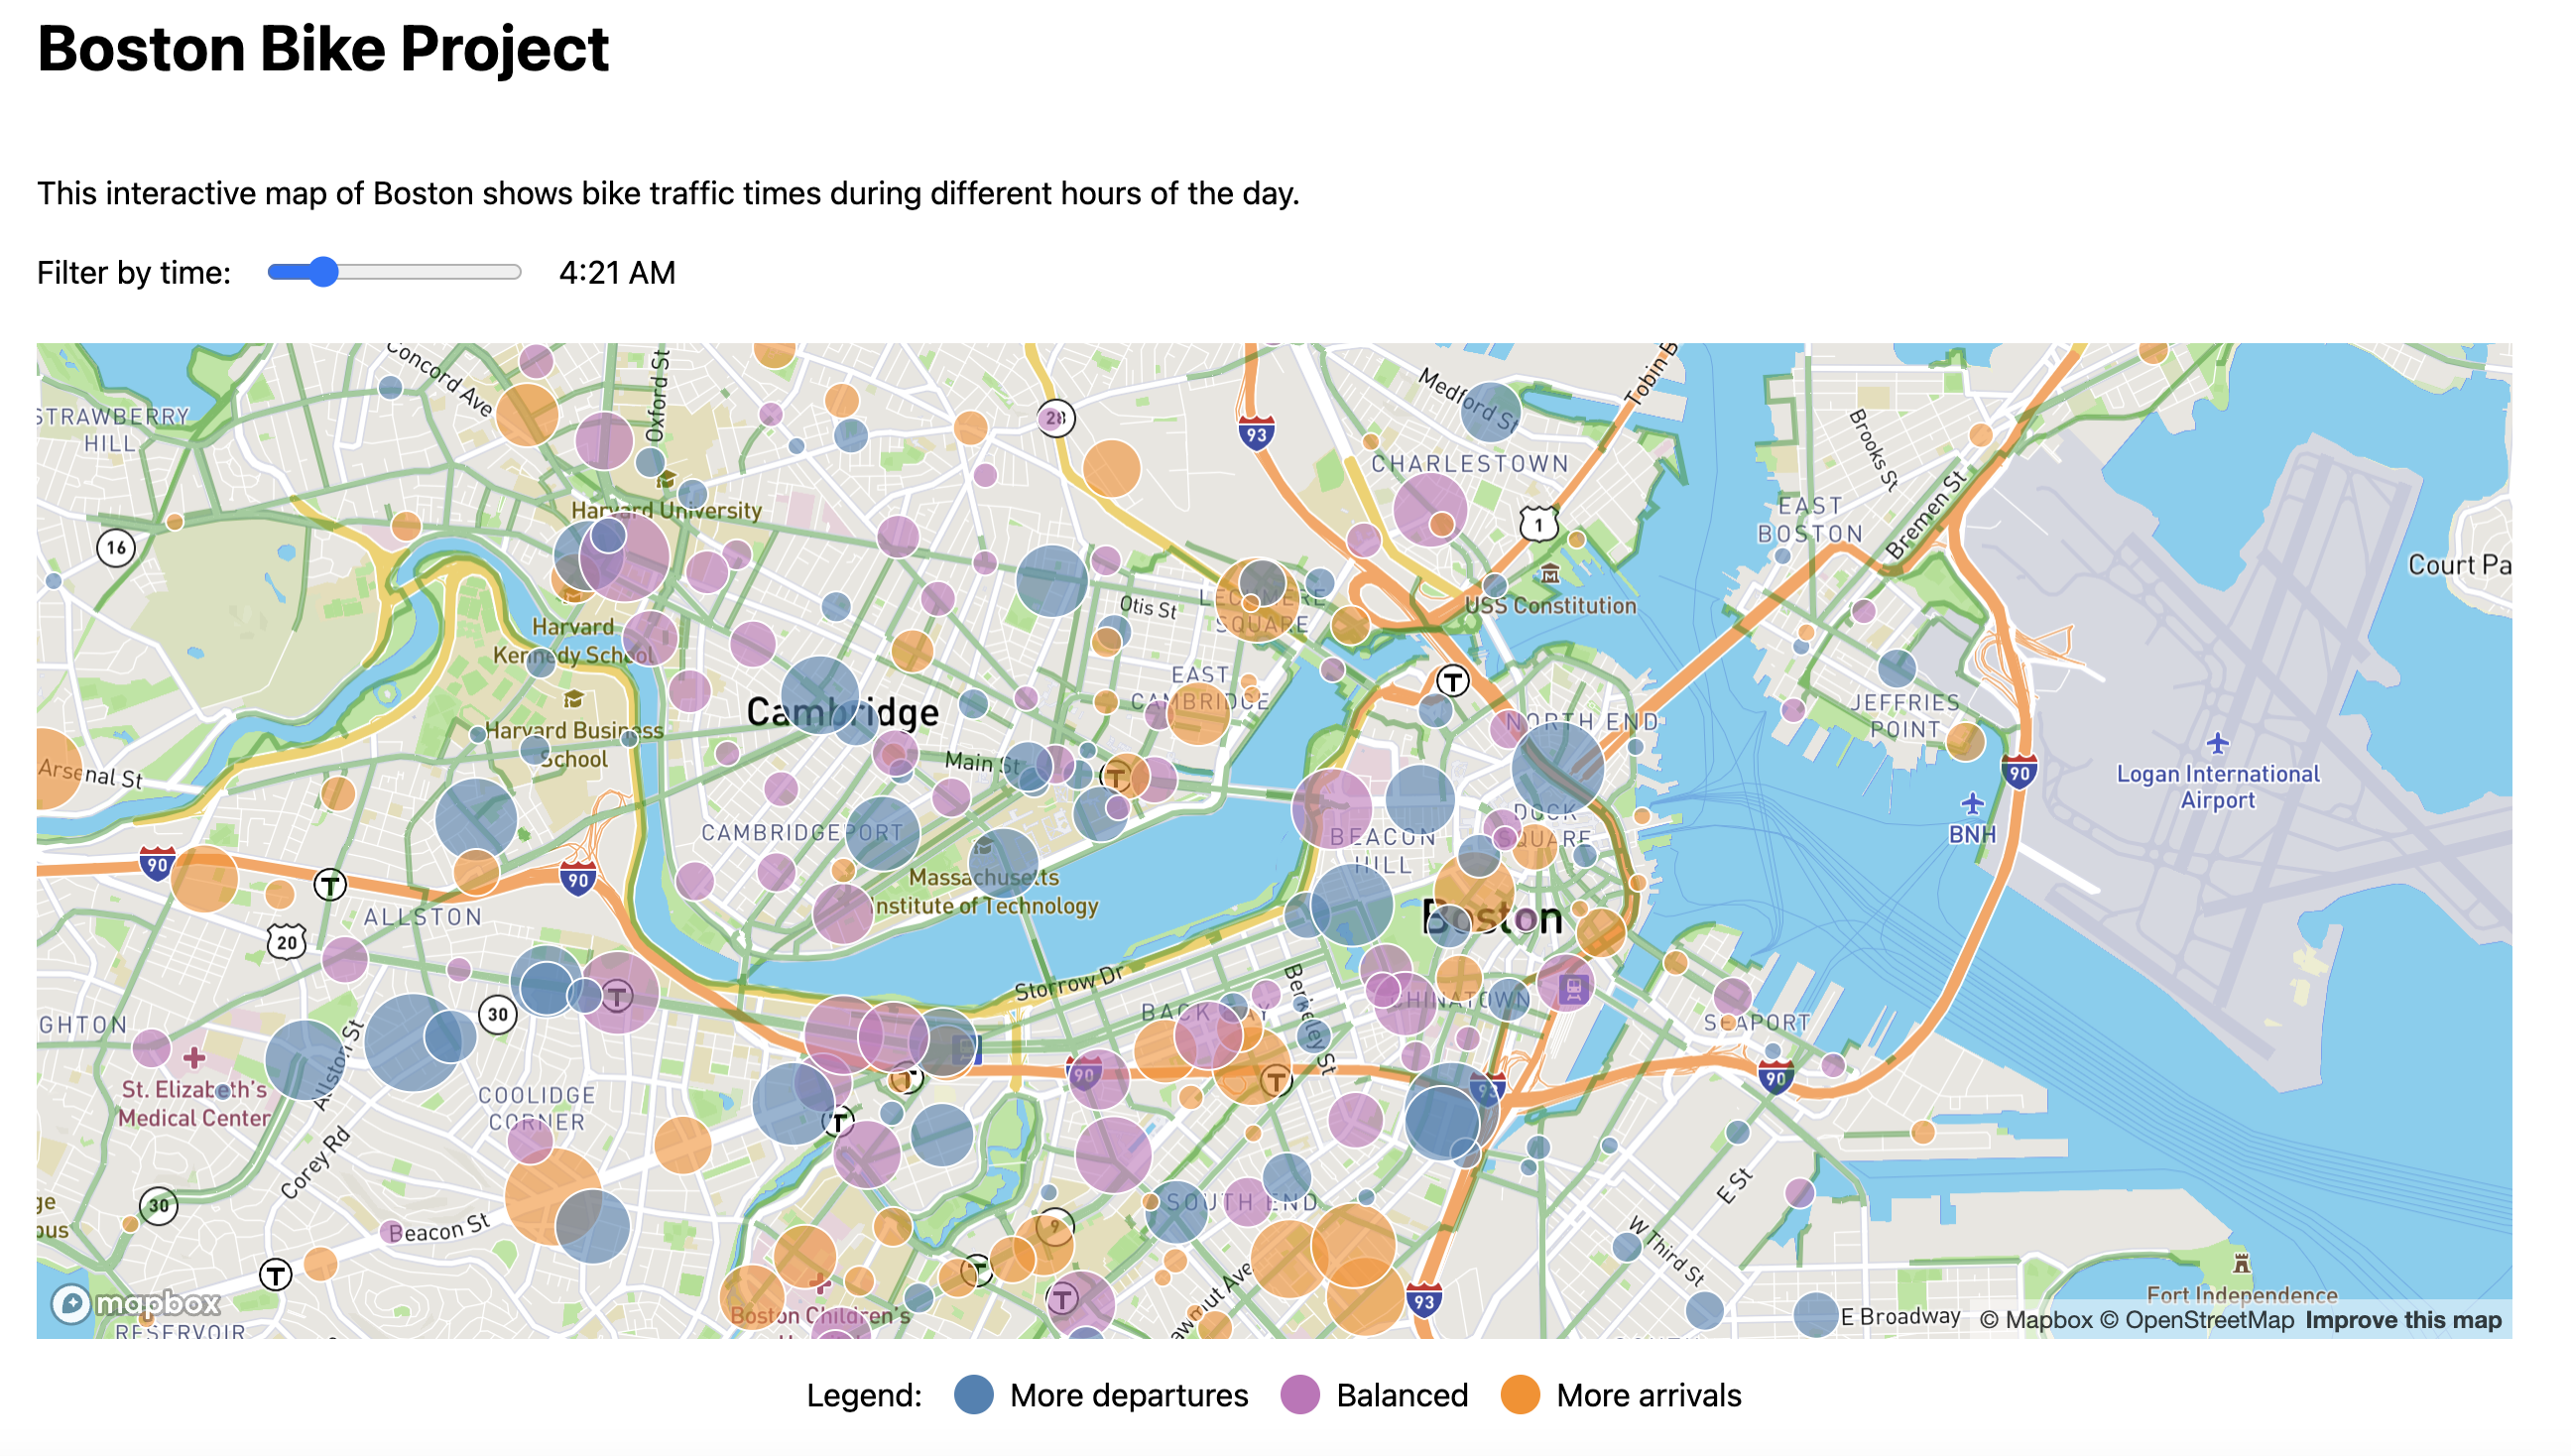 Boston Bike Project
This interactive map of Boston shows bike traffic times during different hours of the day.
Filter by time: 4:21 AM
Concord Ave
Oxford St
STRAWBERRY
HILL
28
93
Medford St
Tobin B
CHARLESTOWN
Brooks St
Bremen St
Harvard University
16
1
EAST
BOSTON
Court Pa
Otis St
LECHMERE
SQUARE
USS Constitution
Harvard
Kennedy School
EAST
CAMBRIDGE
T
Cambridge
NORTH END
JEFFRIES
POINT
Harvard Business
School
Arsenal St
Main St
T
90
Logan International
Airport
BNH
CAMBRIDGEPORT
DOCK
SQUARE
BEACON
HILL
90
T
90
Massachusetts
Institute of Technology
ALLSTON
Boston
20
Storrow Dr
Berkeley St
T
30
CHINATOWN
BACK BAY
SEAPORT
GHTON
Allston St
St. Elizabeth's
Medical Center
COOLIDGE
CORNER
T
90
T
93
90
T
Corey Rd
E St
ge
pus
30
Beacon St
SOUTH END
9
W Third St
T
T
T
awmut Ave
93
mapbox
RESERVOIR
Boston Children's
Fort Independence
E Broadway
© Mapbox © OpenStreetMap Improve this map
Legend: More departures Balanced More arrivals